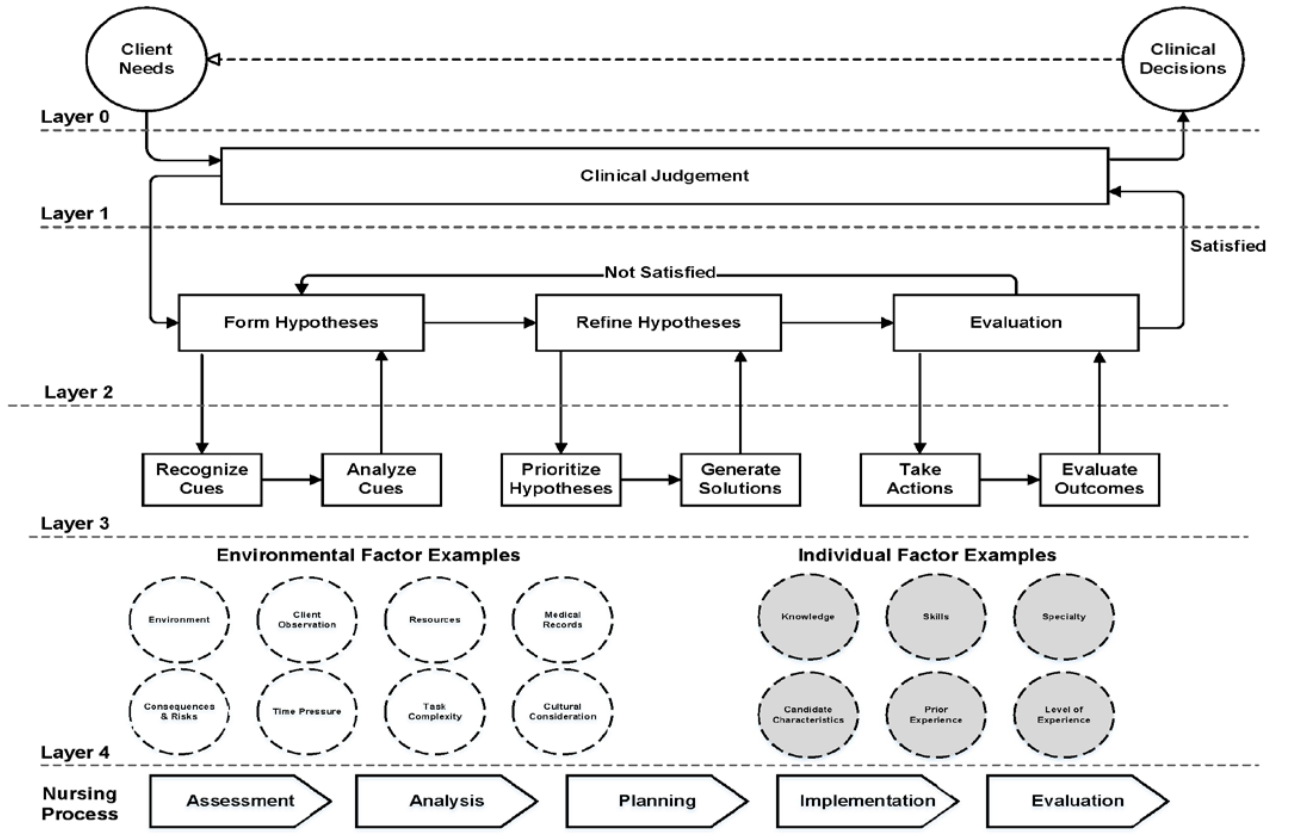 Client
Needs
Clinical
Decisions
Layer 0
Clinical Judgement
Layer 1
Satisfied
Not Satisfied
Form Hypotheses
Refine Hypotheses
Evaluation
Layer 2
Recognize
Cues
Analyze
Cues
Prioritize
Hypotheses
Generate
Solutions
Take
Actions
Evaluate
Outcomes
Layer 3
Environmental Factor Examples
Individual Factor Examples
Environment
Client
Observation
Resources
Medical
Records
Knowledge
Skills
Specialty
Consequences
& Risks
Time Pressure
Task
Complexity
Cultural
Consideration
Candidate
Characteristics
Prior
Experience
Level of
Experience
Layer 4
Nursing
Process
Assessment
Analysis
Planning
Implementation
Evaluation